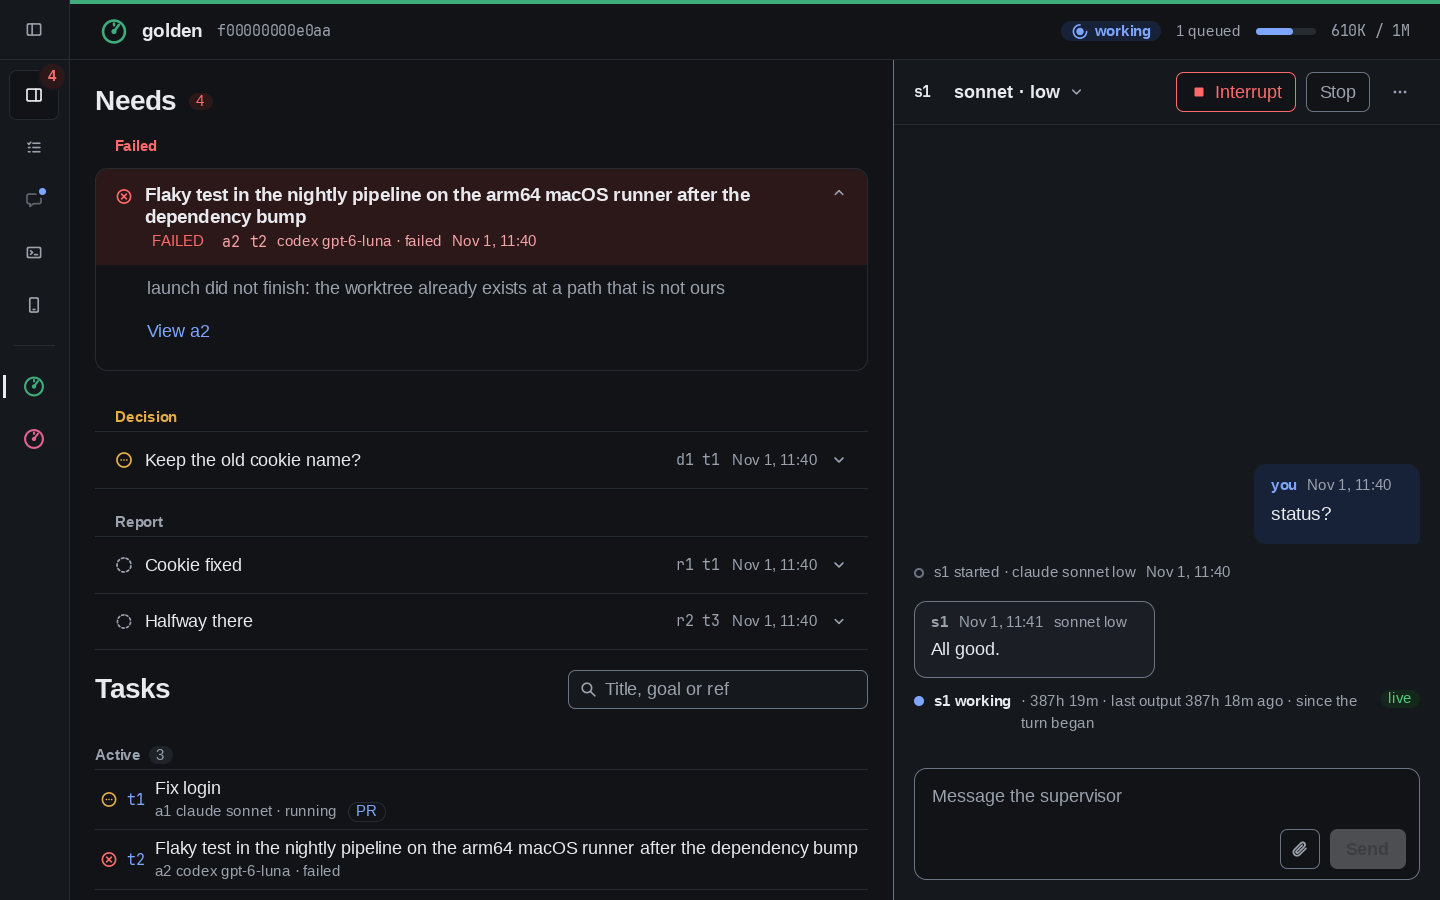 golden f00000000e0aa
working 1 queued 610K / 1M
4
Needs 4
Failed
Flaky test in the nightly pipeline on the arm64 macOS runner after the
dependency bump
FAILED a2 t2 codex gpt-6-luna · failed Nov 1, 11:40
launch did not finish: the worktree already exists at a path that is not ours
View a2
Decision
Keep the old cookie name? d1 t1 Nov 1, 11:40
Report
Cookie fixed r1 t1 Nov 1, 11:40
Halfway there r2 t3 Nov 1, 11:40
Tasks Title, goal or ref
Active 3
t1 Fix login
a1 claude sonnet · running PR
t2 Flaky test in the nightly pipeline on the arm64 macOS runner after the dependency bump
a2 codex gpt-6-luna · failed
s1 sonnet · low Interrupt Stop
you Nov 1, 11:40
status?
s1 started · claude sonnet low Nov 1, 11:40
s1 Nov 1, 11:41 sonnet low
All good.
s1 working · 387h 19m · last output 387h 18m ago · since the
turn began
live
Message the supervisor
Send